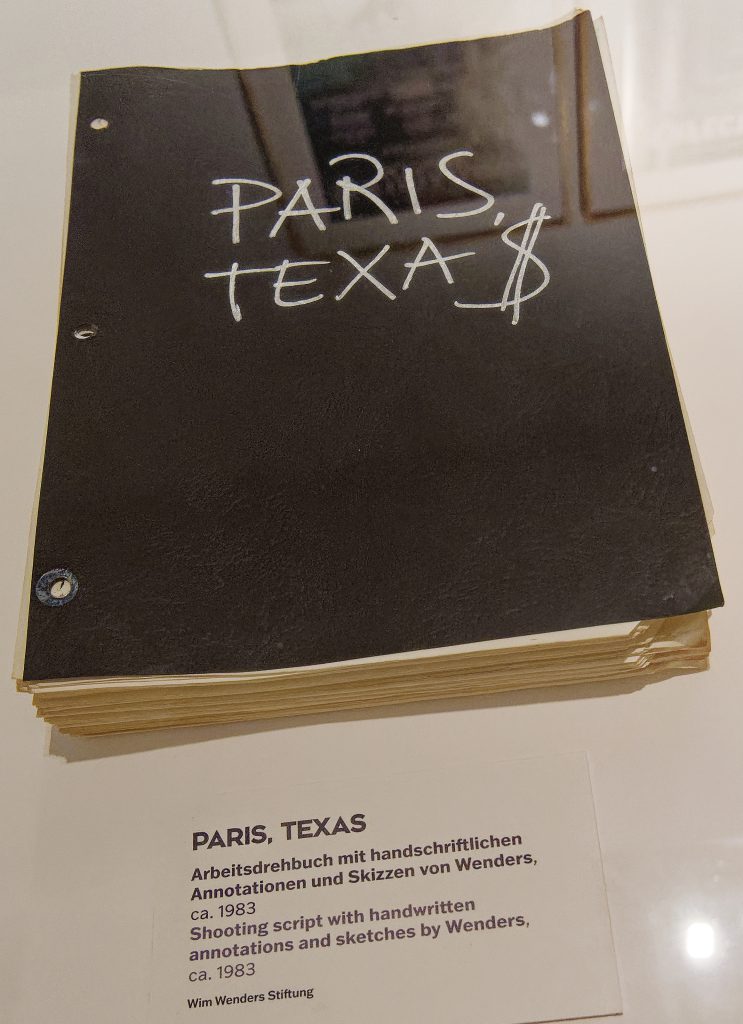 PARIS,
TEXA$
PARIS, TEXAS
Arbeitsdrehbuch mit handschriftlichen
Annotationen und Skizzen von Wenders,
ca. 1983
Shooting script with handwritten
annotations and sketches by Wenders,
ca. 1983
Wim Wenders Stiftung